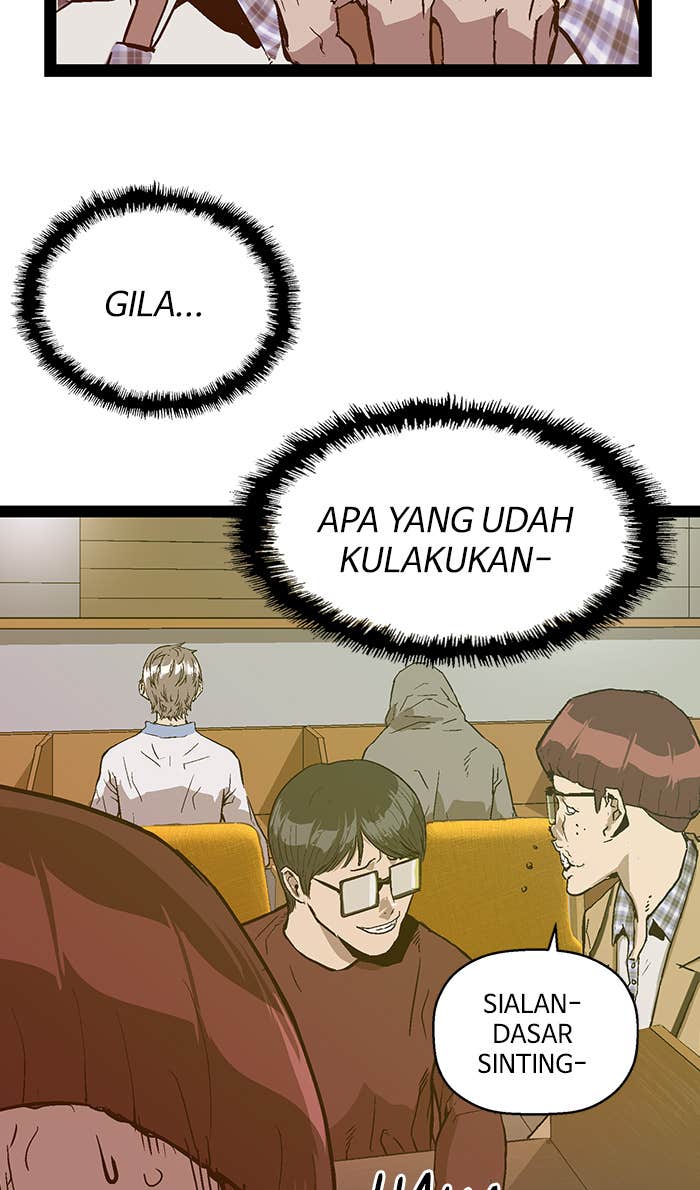 GILA...
APA YANG UDAH
KULAKUKAN-
SIALAN-
DASAR
SINTING-